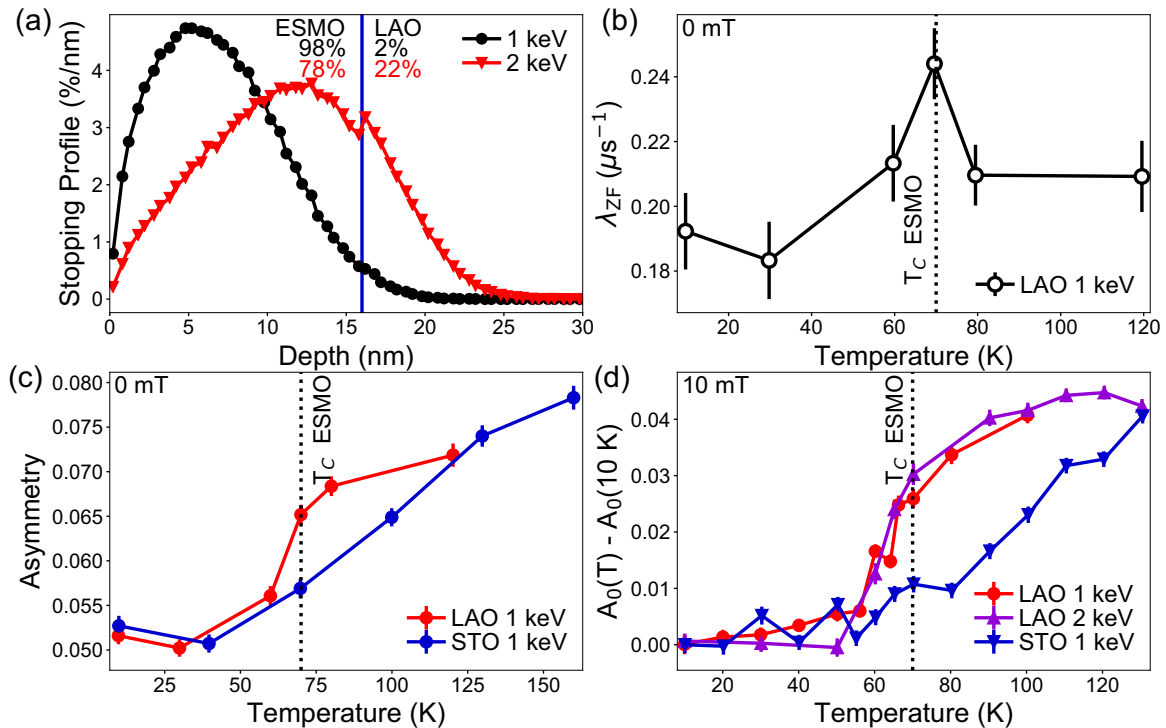 (a)
ESMO LAO
98% 2%
78% 22%
1 keV
2 keV
Stopping Profile (%/nm)
0
1
2
3
4
0 5 10 15 20 25 30
Depth (nm)
(b)
0 mT
λZF (μs⁻¹)
0.24
0.22
0.20
0.18
TC ESMO
LAO 1 keV
20 40 60 80 100 120
Temperature (K)
(c)
0 mT
Asymmetry
0.080
0.075
0.070
0.065
0.060
0.055
0.050
TC ESMO
LAO 1 keV
STO 1 keV
0 25 50 75 100 125 150
Temperature (K)
(d)
10 mT
A0(T) - A0(10 K)
0.04
0.03
0.02
0.01
0.00
TC ESMO
LAO 1 keV
LAO 2 keV
STO 1 keV
20 40 60 80 100 120
Temperature (K)